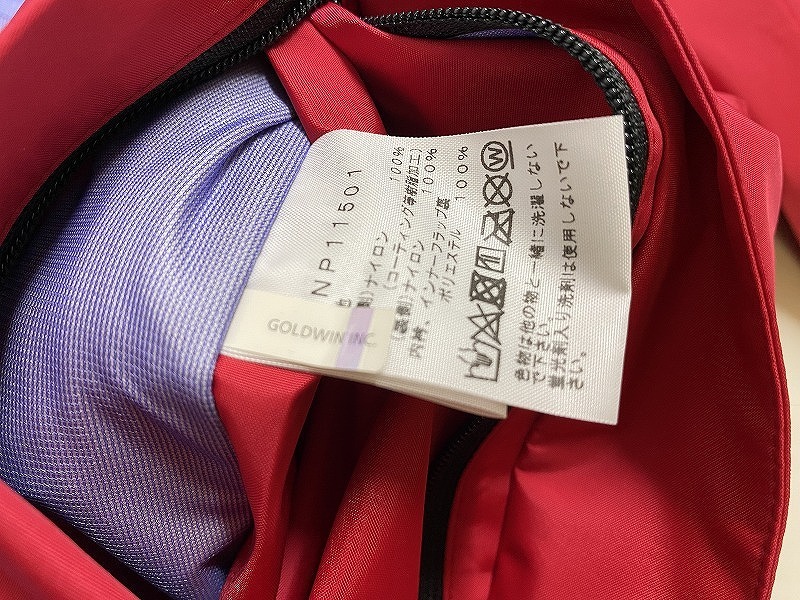 NP11501
側)ナイロン 100%
(コーティング等樹脂加工)
(裏側)ナイロン 100%
内衿、インナーフラップ裏
ポリエステル 100%
W
色物は他の物と一緒に洗濯しない
で下さい。
蛍光剤入り洗剤は使用しないで下
さい。
GOLDWIN INC.